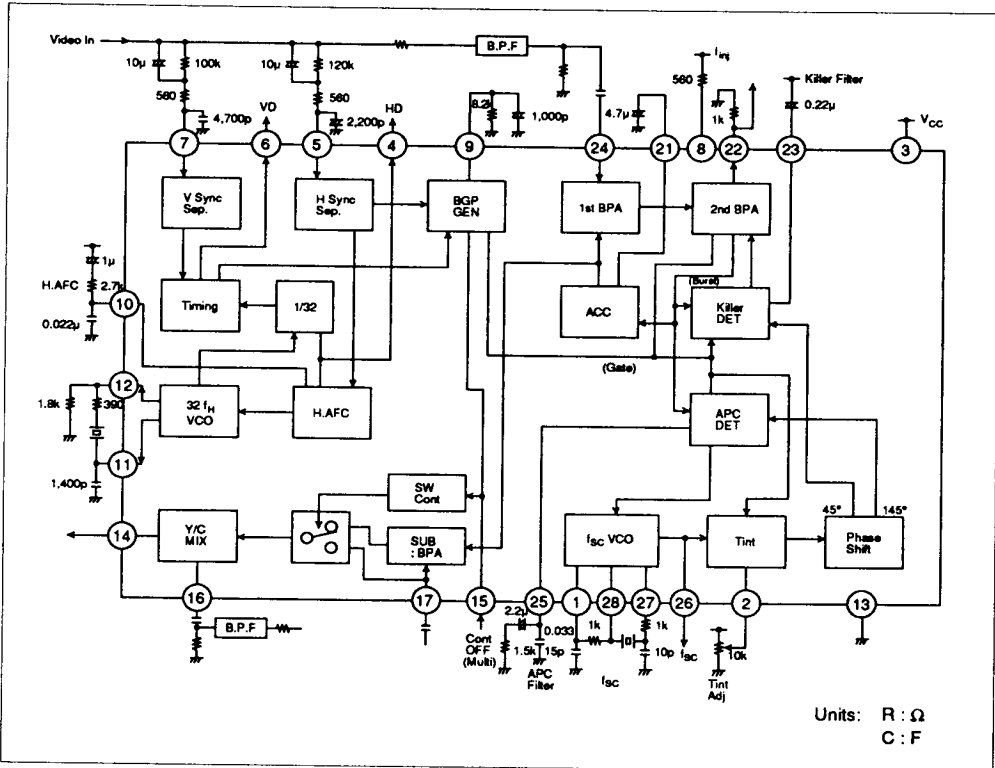 Video In
B.P.F
10μ
100k
10μ
120k
560
560
VD
HD
4,700p
2,200p
8.2k
1,000p
4.7μ
finj
560
1k
Killer Filter
0.22μ
VCC
7
6
5
4
9
24
21
8
22
23
3
V Sync
Sep.
H Sync
Sep.
BGP
GEN
1st BPA
2nd BPA
1μ
H.AFC
2.7k
10
0.022μ
Timing
1/32
ACC
(Burst)
Killer
DET
(Gate)
12
1.8k
390
11
1,400p
32 fH
VCO
H.AFC
APC
DET
SW
Cont
45°
145°
14
Y/C
MIX
SUB
: BPA
fSC VCO
Tint
Phase
Shift
16
17
15
25
1
28
27
26
2
13
B.P.F
Cont
OFF
(Multi)
2.2μ
0.033
1.5k
15p
APC
Filter
1k
1k
10p
fSC
fSC
10k
Tint
Adj
Units: R : Ω
C : F